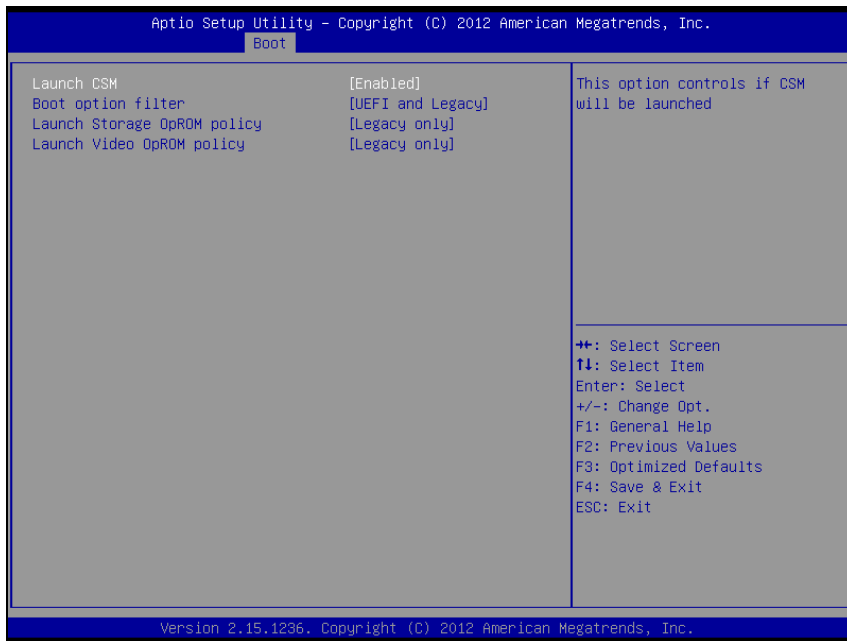 Aptio Setup Utility – Copyright (C) 2012 American Megatrends, Inc.
Boot
Launch CSM [Enabled]
Boot option filter [UEFI and Legacy]
Launch Storage OpROM policy [Legacy only]
Launch Video OpROM policy [Legacy only]
This option controls if CSM
will be launched
→←: Select Screen
↑↓: Select Item
Enter: Select
+/-: Change Opt.
F1: General Help
F2: Previous Values
F3: Optimized Defaults
F4: Save & Exit
ESC: Exit
Version 2.15.1236. Copyright (C) 2012 American Megatrends, Inc.